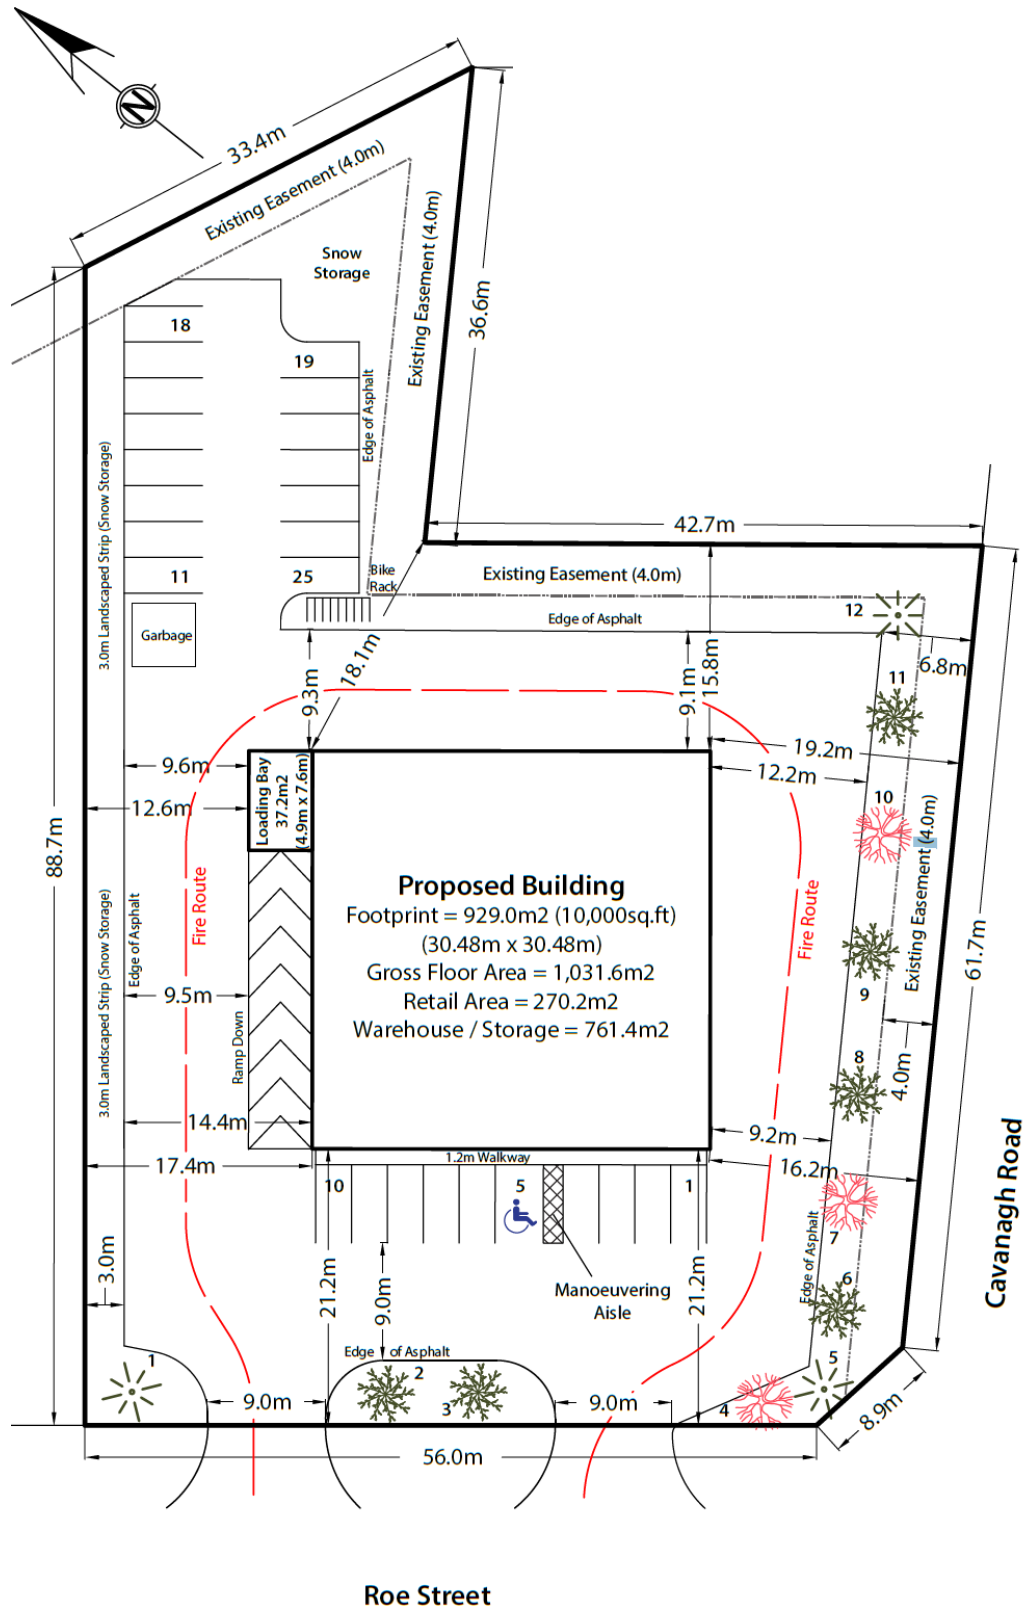 N
33.4m
Existing Easement (4.0m)
Snow
Storage
Existing Easement (4.0m)
36.6m
18
19
Edge of Asphalt
3.0m Landscaped Strip (Snow Storage)
11
25
Bike
Rack
Garbage
42.7m
Existing Easement (4.0m)
Edge of Asphalt
12
6.8m
11
9.3m
18.1m
9.1m
15.8m
19.2m
12.2m
9.6m
12.6m
Loading Bay
37.2m2
(4.9m x 7.6m)
10
88.7m
Proposed Building
Footprint = 929.0m2 (10,000sq.ft)
(30.48m x 30.48m)
Gross Floor Area = 1,031.6m2
Retail Area = 270.2m2
Warehouse / Storage = 761.4m2
Fire Route
Fire Route
Existing Easement (4.0m)
61.7m
3.0m Landscaped Strip (Snow Storage)
Edge of Asphalt
9.5m
Ramp Down
9
8
4.0m
14.4m
17.4m
9.2m
16.2m
1.2m Walkway
10
5
1
7
Edge of Asphalt
6
Cavanagh Road
3.0m
21.2m
9.0m
21.2m
Manoeuvering
Aisle
Edge of Asphalt
1
2
3
4
5
9.0m
9.0m
8.9m
56.0m
Roe Street